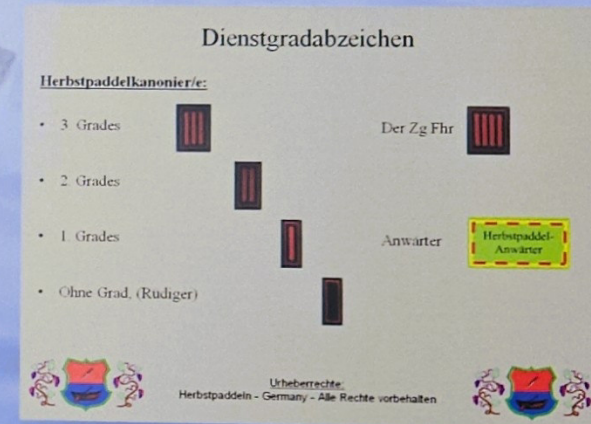 Dienstgradabzeichen
Herbstpaddelkanonier/e:
• 3 Grades
Der Zg Fhr
• 2 Grades
• 1. Grades
Anwärter
Herbstpaddel-
Anwärter
• Ohne Grad, (Rüdiger)
Urheberrechte:
Herbstpaddeln - Germany - Alle Rechte vorbehalten